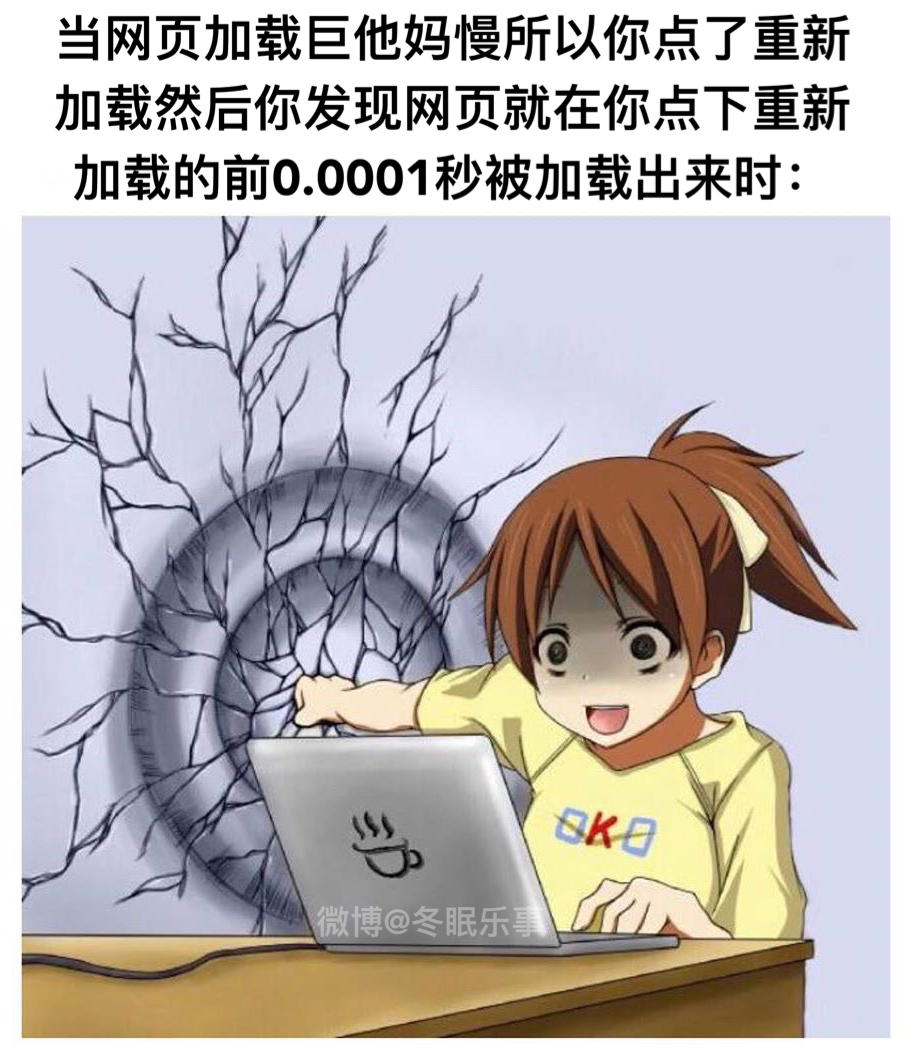 当网页加载巨他妈慢所以你点了重新
加载然后你发现网页就在你点下重新
加载的前0.0001秒被加载出来时：
OKO
微博@冬眠乐事